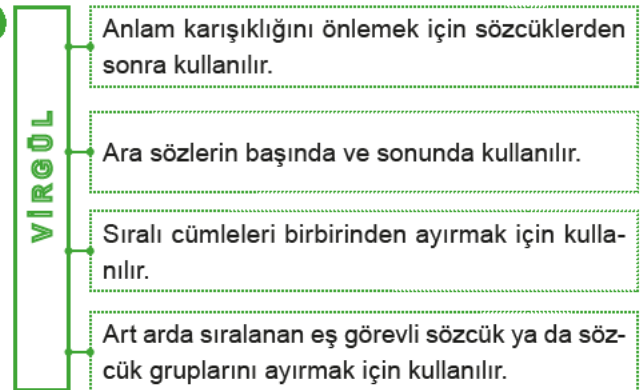 VİRGÜL
Anlam karışıklığını önlemek için sözcüklerden
sonra kullanılır.
Ara sözlerin başında ve sonunda kullanılır.
Sıralı cümleleri birbirinden ayırmak için kulla-
nılır.
Art arda sıralanan eş görevli sözcük ya da söz-
cük gruplarını ayırmak için kullanılır.